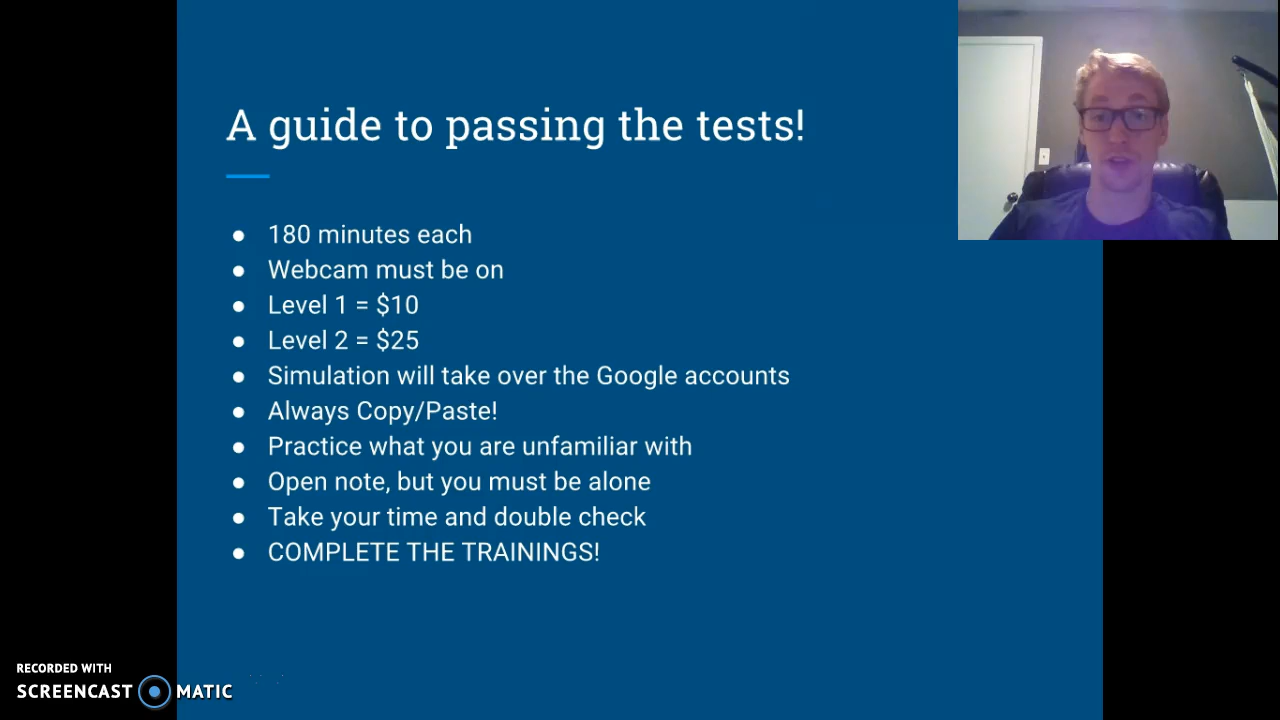 A guide to passing the tests!
● 180 minutes each
● Webcam must be on
● Level 1 = $10
● Level 2 = $25
● Simulation will take over the Google accounts
● Always Copy/Paste!
● Practice what you are unfamiliar with
● Open note, but you must be alone
● Take your time and double check
● COMPLETE THE TRAININGS!
RECORDED WITH
SCREENCAST MATIC